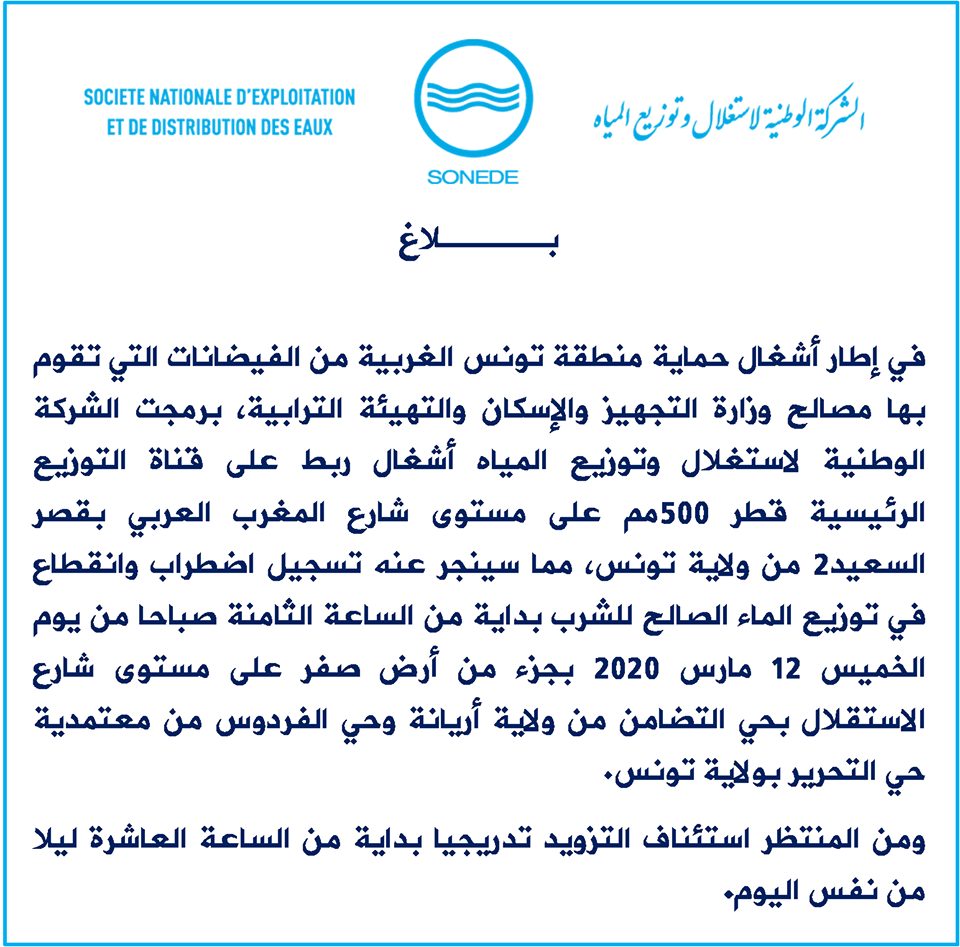 SOCIETE NATIONALE D'EXPLOITATION
ET DE DISTRIBUTION DES EAUX
SONEDE
الشركة الوطنية لاستغلال وتوزيع المياه
بـــــــــــلاغ
في إطار أشغال حماية منطقة تونس الغربية من الفيضانات التي تقوم
بها مصالح وزارة التجهيز والإسكان والتهيئة الترابية، برمجت الشركة
الوطنية لاستغلال وتوزيع المياه أشغال ربط على قناة التوزيع
الرئيسية قطر 500مم على مستوى شارع المغرب العربي بقصر
السعيد2 من ولاية تونس، مما سينجر عنه تسجيل اضطراب وانقطاع
في توزيع الماء الصالح للشرب بداية من الساعة الثامنة صباحا من يوم
الخميس 12 مارس 2020 بجزء من أرض صفر على مستوى شارع
الاستقلال بحي التضامن من ولاية أريانة وحي الفردوس من معتمدية
حي التحرير بولاية تونس.
ومن المنتظر استئناف التزويد تدريجيا بداية من الساعة العاشرة ليلا
من نفس اليوم.